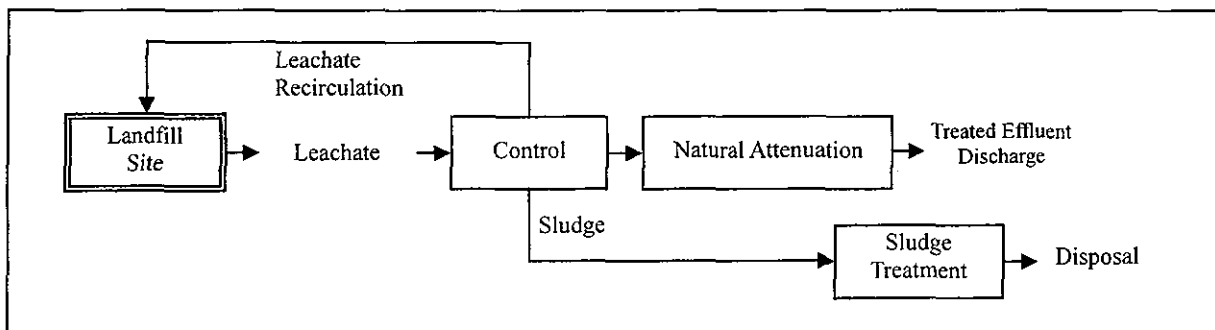 Leachate
Recirculation
Landfill
Site
Leachate
Control
Natural Attenuation
Treated Effluent
Discharge
Sludge
Sludge
Treatment
Disposal